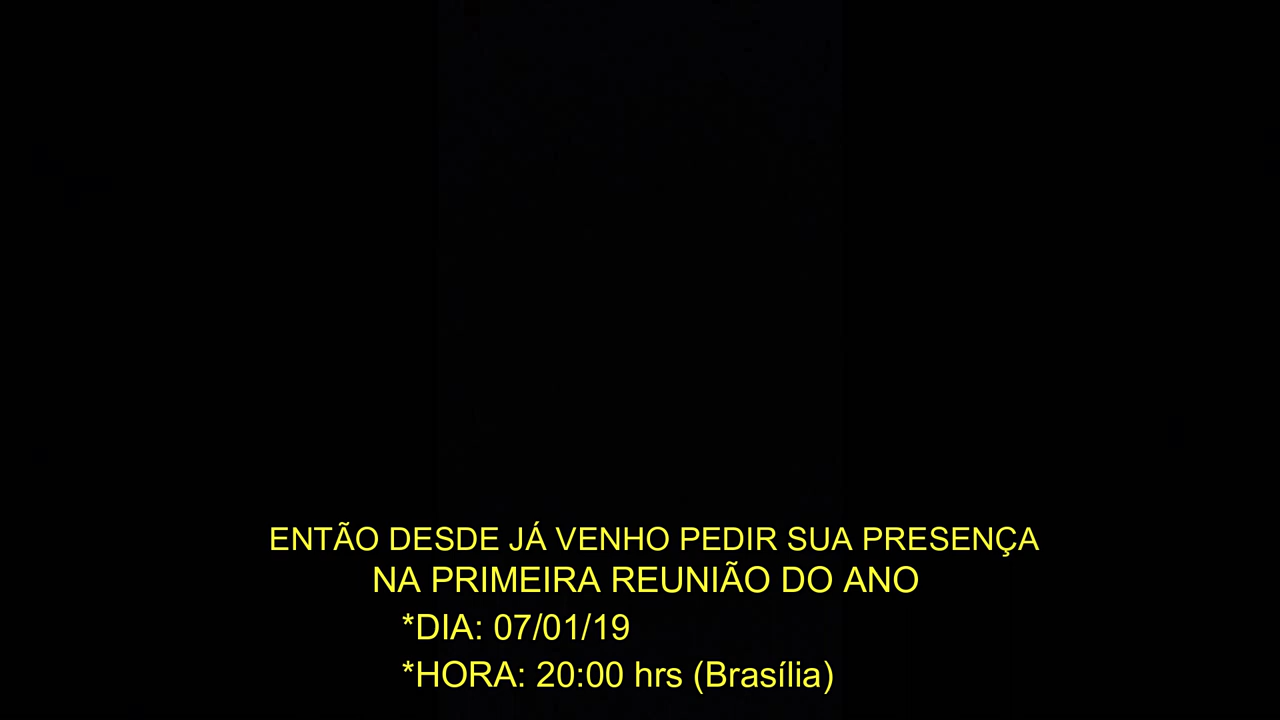 ENTÃO DESDE JÁ VENHO PEDIR SUA PRESENÇA
NA PRIMEIRA REUNIÃO DO ANO
*DIA: 07/01/19
*HORA: 20:00 hrs (Brasília)